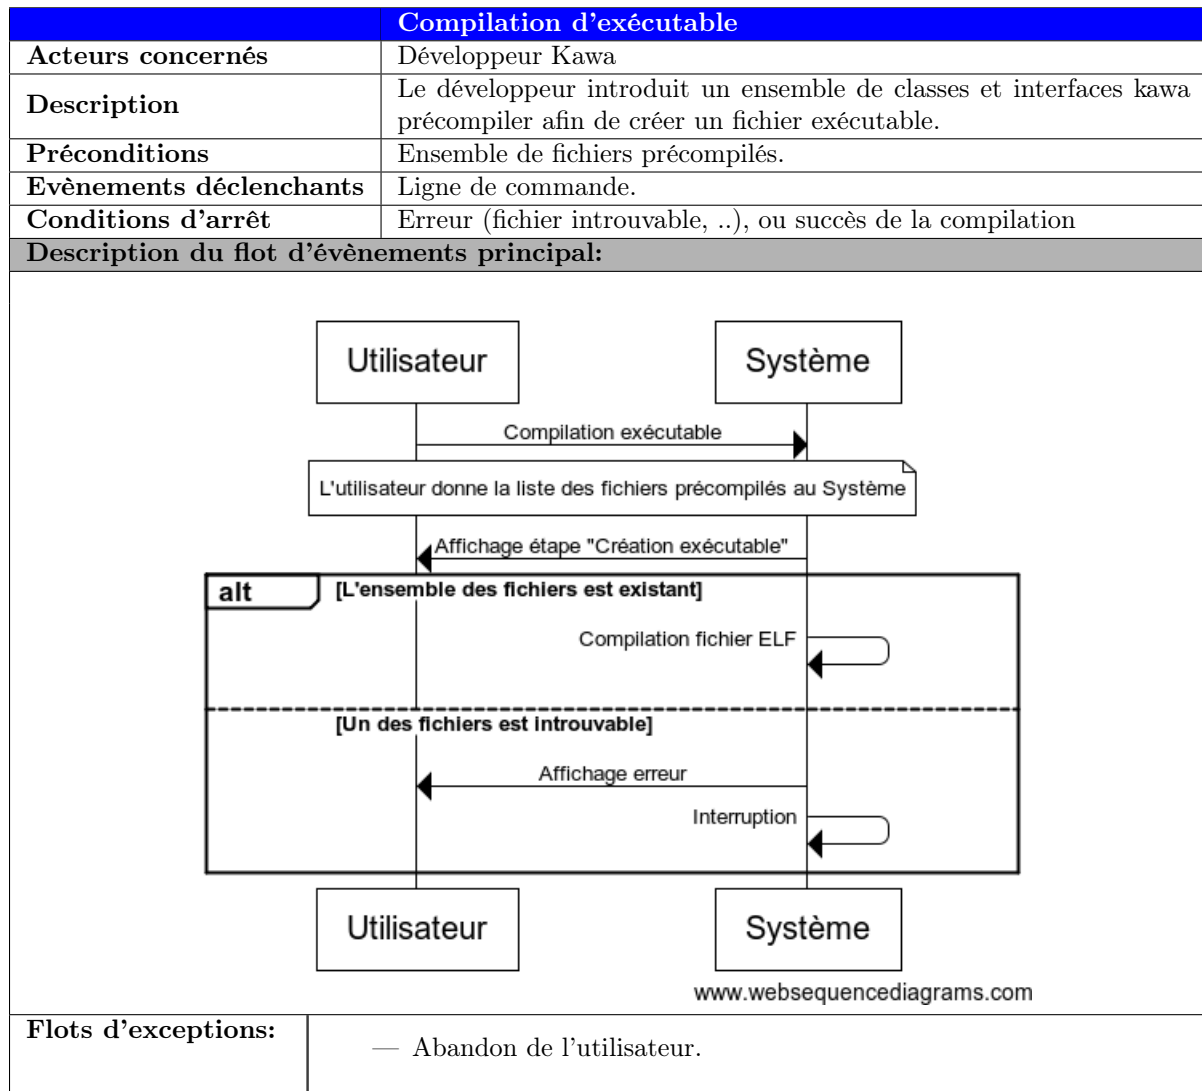 Compilation d'exécutable
Acteurs concernés Développeur Kawa
Description Le développeur introduit un ensemble de classes et interfaces kawa
précompiler afin de créer un fichier exécutable.
Préconditions Ensemble de fichiers précompilés.
Evènements déclenchants Ligne de commande.
Conditions d'arrêt Erreur (fichier introuvable, ..), ou succès de la compilation
Description du flot d'évènements principal:
Utilisateur Système
Compilation exécutable
L'utilisateur donne la liste des fichiers précompilés au Système
Affichage étape "Création exécutable"
alt [L'ensemble des fichiers est existant]
Compilation fichier ELF
[Un des fichiers est introuvable]
Affichage erreur
Interruption
Utilisateur Système
www.websequencediagrams.com
Flots d'exceptions:
— Abandon de l'utilisateur.